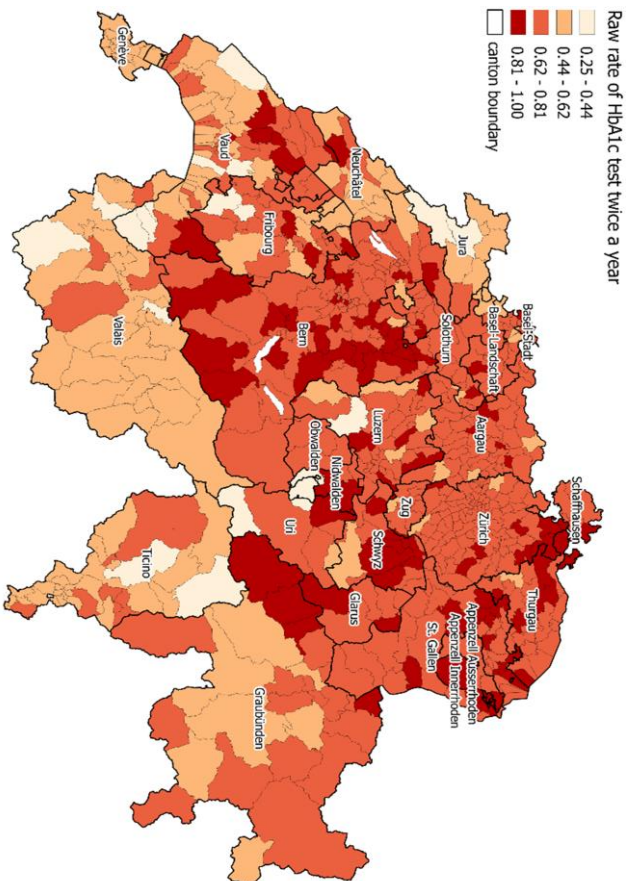 Raw rate of HbA1c test twice a year
0.25 - 0.44
0.44 - 0.62
0.62 - 0.81
0.81 - 1.00
canton boundary
Schaffhausen
Basel-Stadt
Basel-Landschaft
Thurgau
Aargau
Zürich
Jura
Solothurn
Appenzell Ausserrhoden
Appenzell Innerrhoden
St. Gallen
Zug
Luzern
Neuchâtel
Schwyz
Glarus
Nidwalden
Obwalden
Bern
Uri
Fribourg
Graubünden
Vaud
Ticino
Valais
Genève